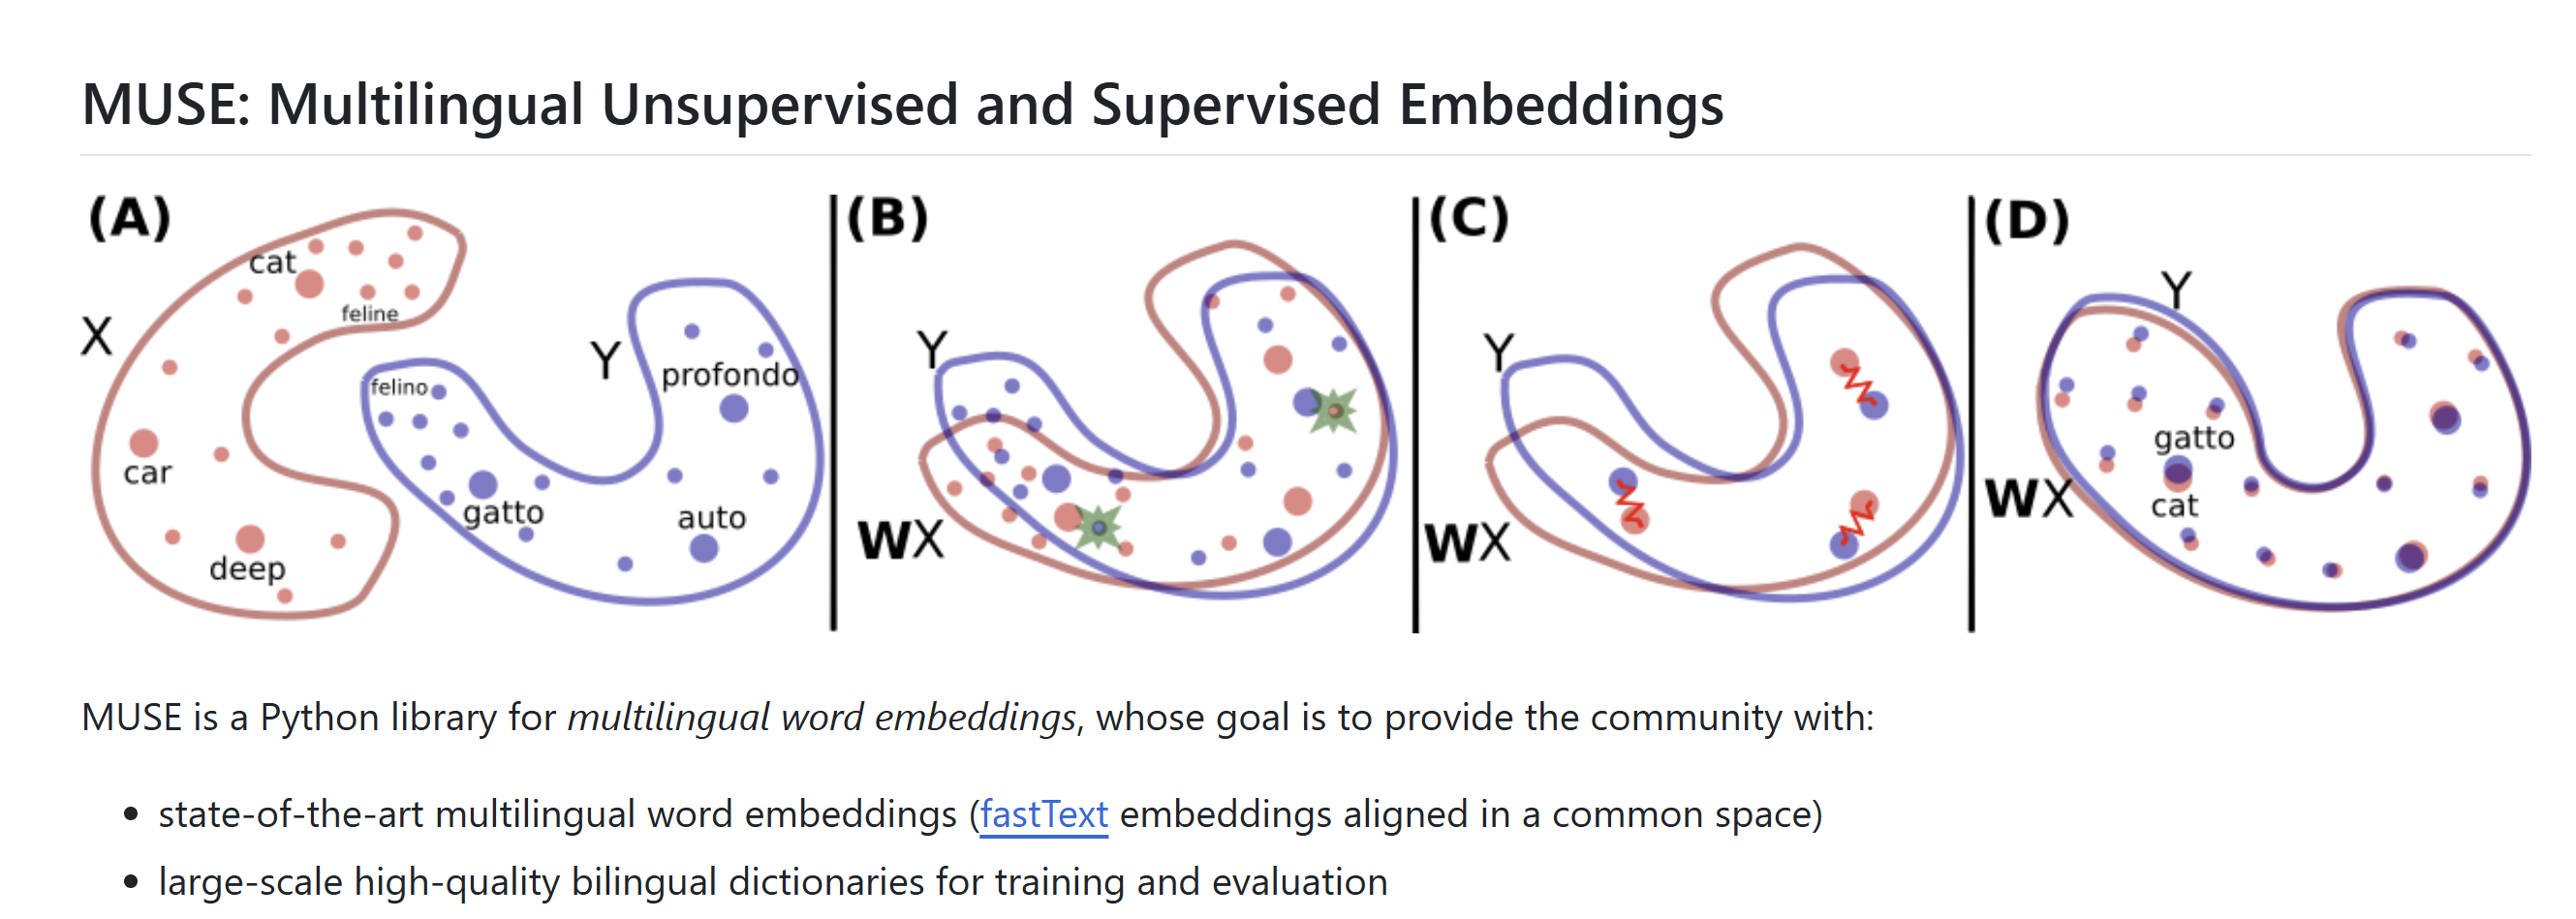 MUSE: Multilingual Unsupervised and Supervised Embeddings
(A)
cat
feline
X
car
deep
felino
Y
profondo
gatto
auto
(B)
Y
WX
(C)
Y
WX
(D)
Y
gatto
WX
cat
MUSE is a Python library for multilingual word embeddings, whose goal is to provide the community with:
• state-of-the-art multilingual word embeddings (fastText embeddings aligned in a common space)
• large-scale high-quality bilingual dictionaries for training and evaluation